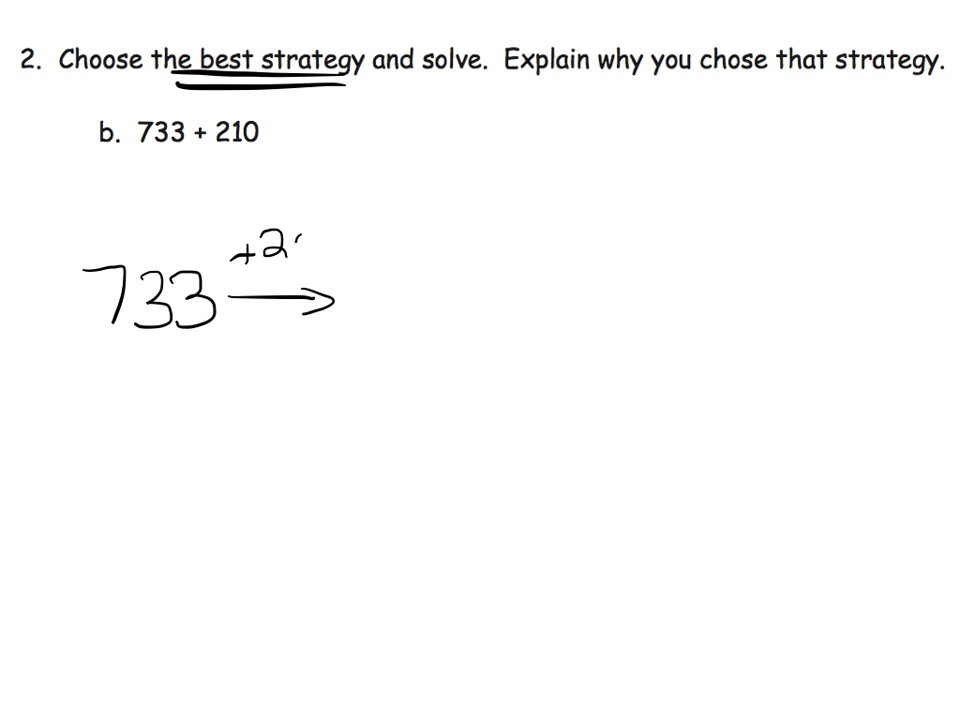 2. Choose the best strategy and solve. Explain why you chose that strategy.
b. 733 + 210
+2
733 →